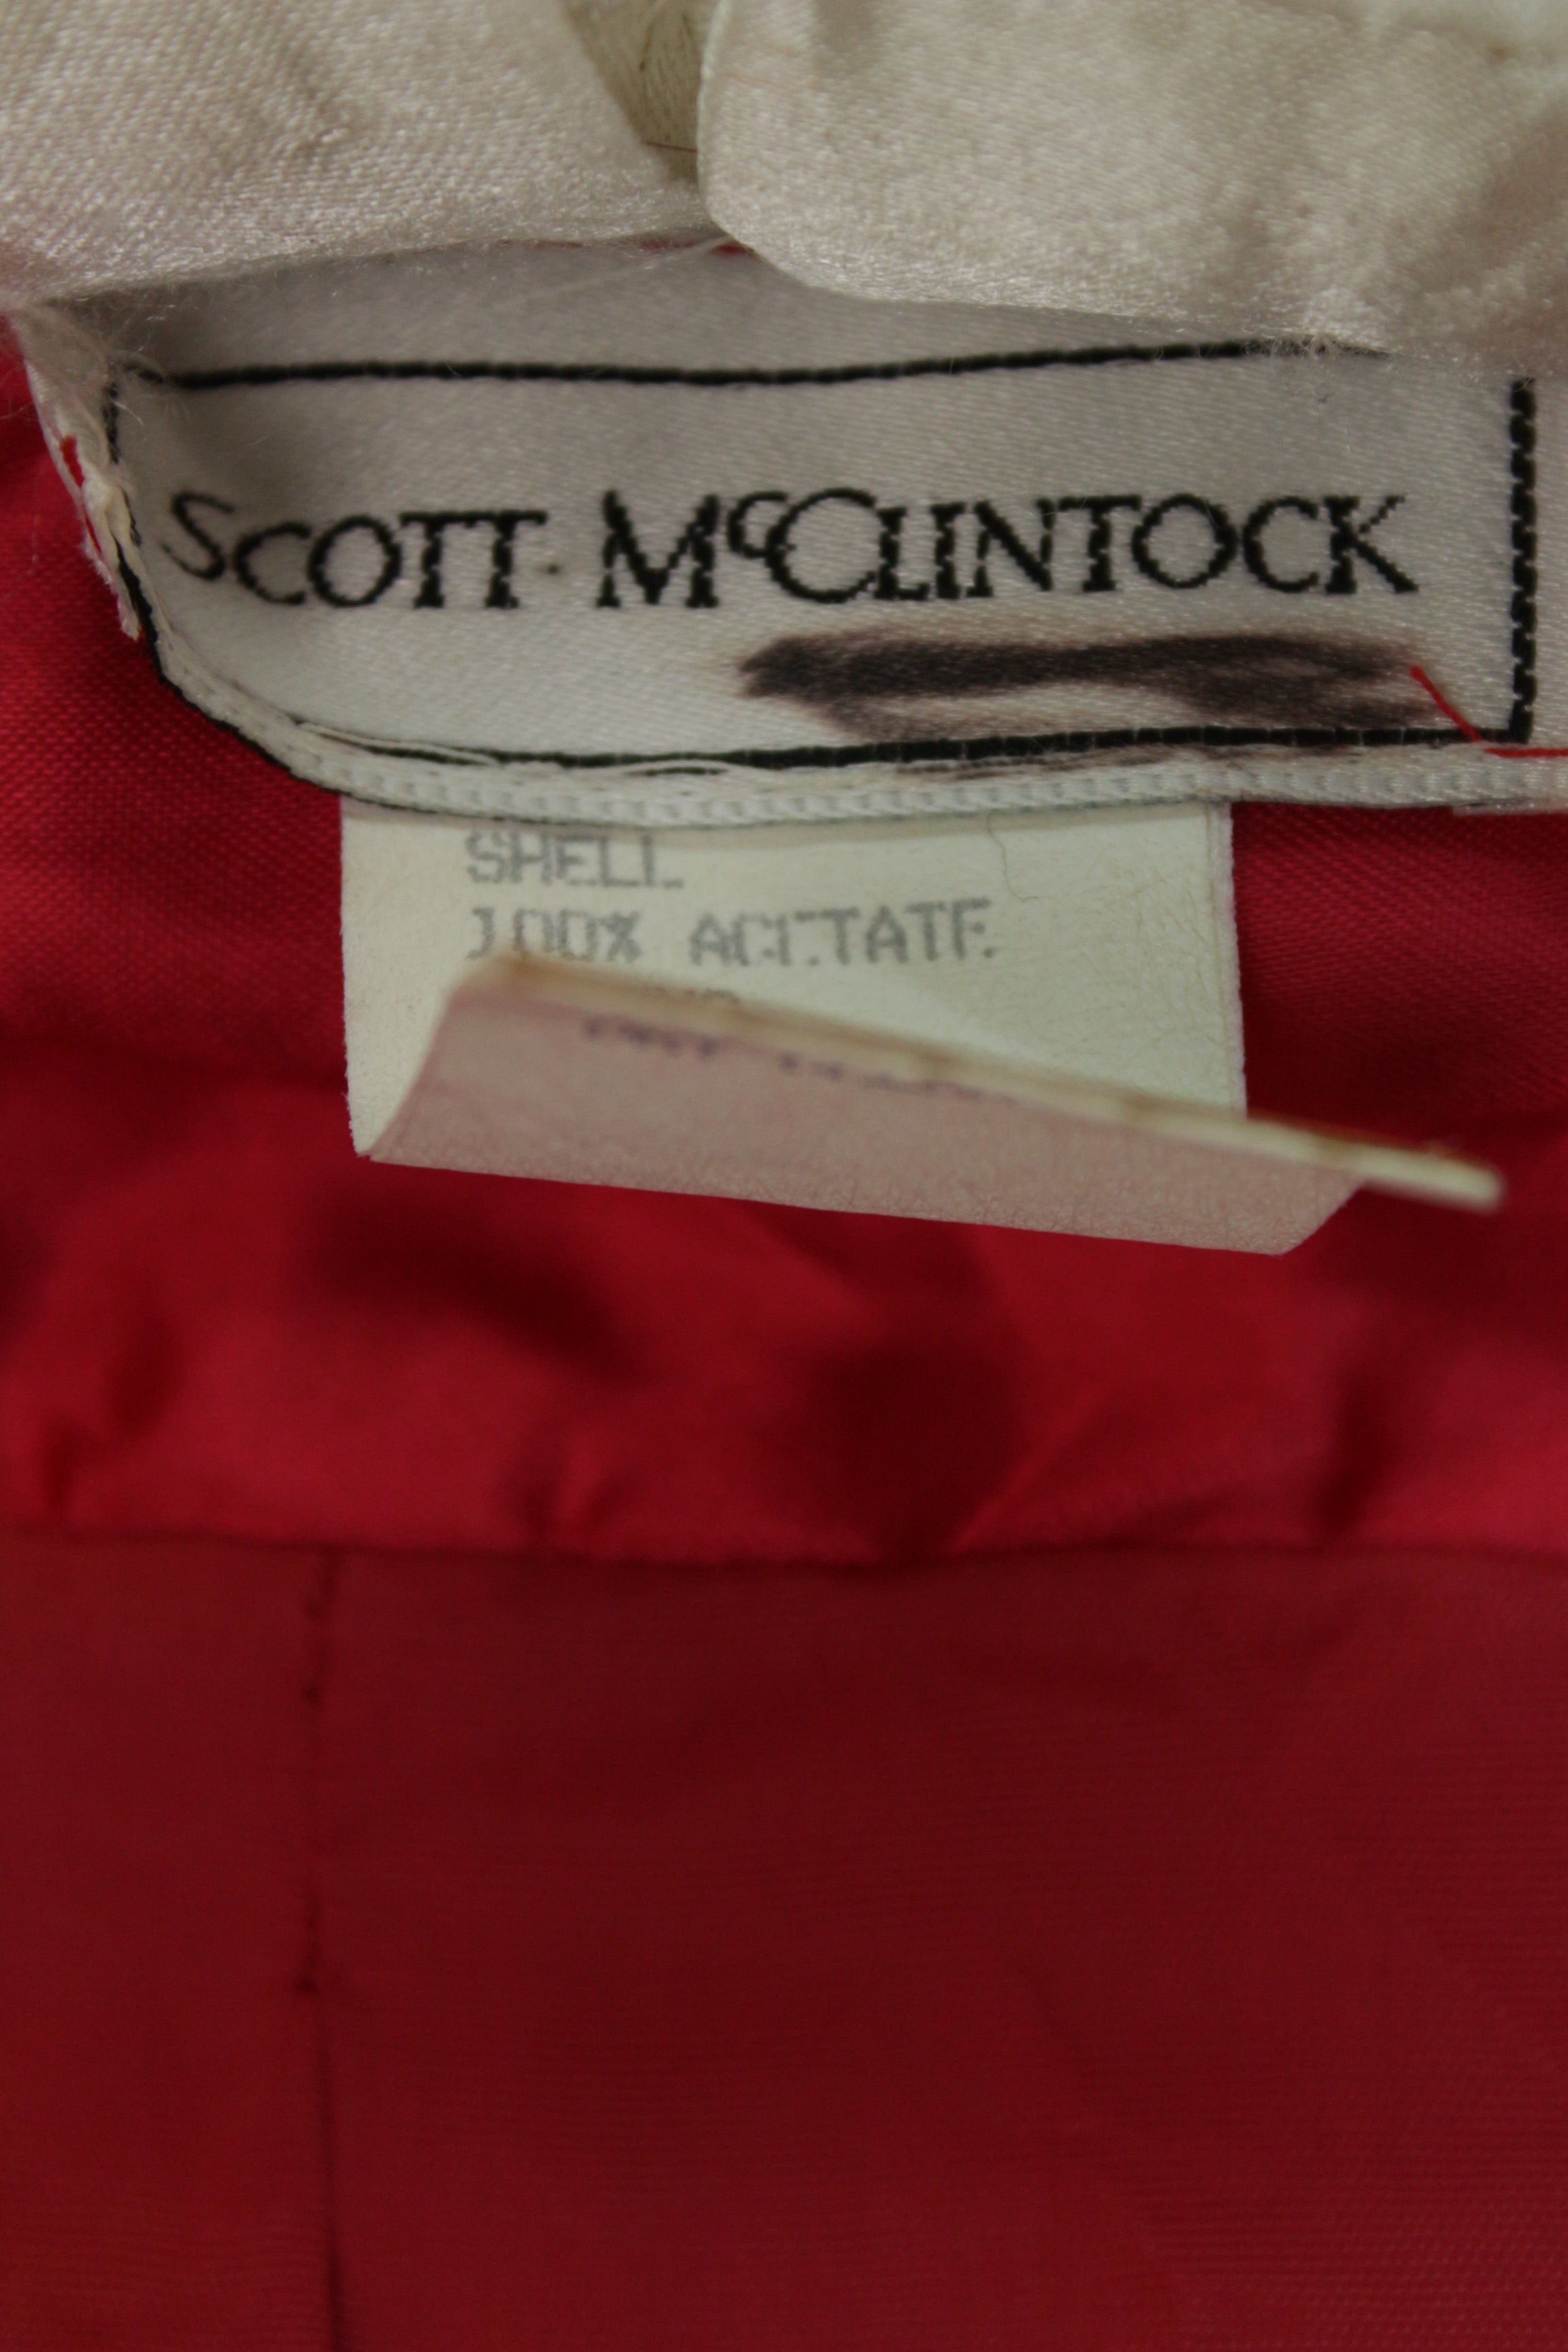 SCOTT McCLINTOCK
SHELL
100% ACETATE